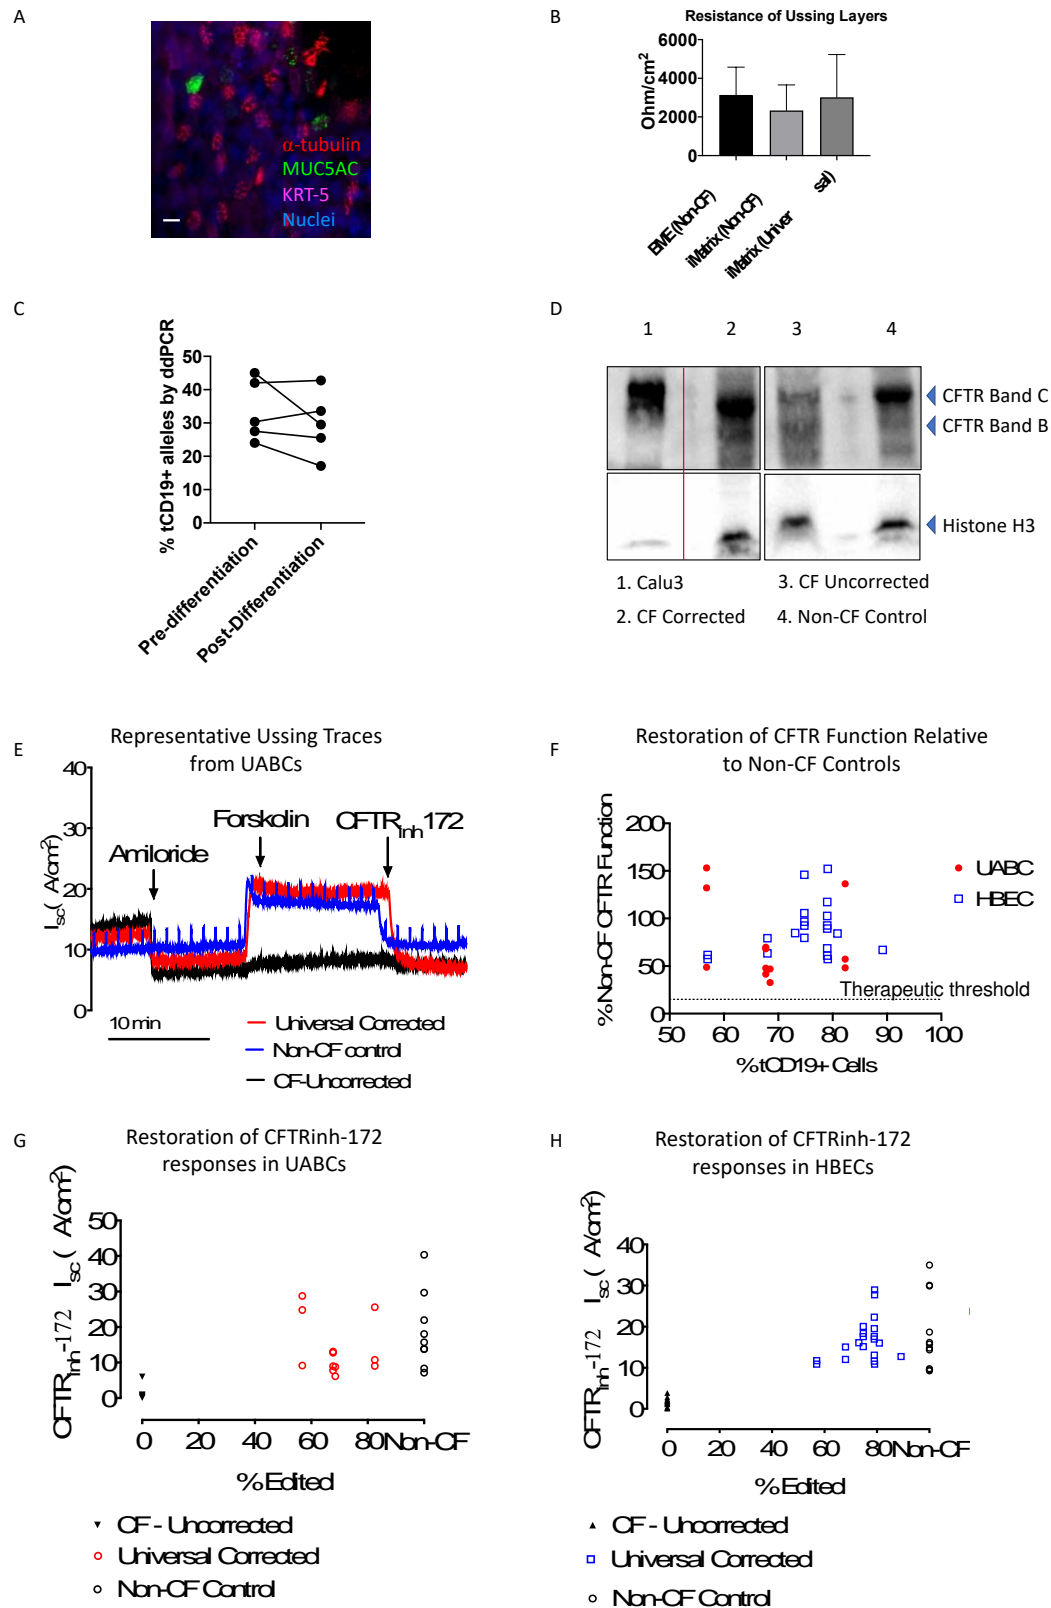 A
α-tubulin
MUC5AC
KRT-5
Nuclei
B
Resistance of Ussing Layers
Ohm/cm²
6000
4000
2000
0
BME (Non-CF)
iMatrix (Non-CF)
iMatrix (Univer
sal)
C
% tCD19+ alleles by ddPCR
50
40
30
20
10
0
Pre-differentiation
Post-Differentiation
D
1 2 3 4
CFTR Band C
CFTR Band B
Histone H3
1. Calu3
2. CF Corrected
3. CF Uncorrected
4. Non-CF Control
E
Representative Ussing Traces
from UABCs
Isc ( A/cm²)
40
30
20
10
0
Amiloride
Forskolin
CFTRinh 172
10 min
Universal Corrected
Non-CF control
CF-Uncorrected
F
Restoration of CFTR Function Relative
to Non-CF Controls
% Non-CF CFTR Function
200
150
100
50
0
Therapeutic threshold
50 60 70 80 90 100
% tCD19+ Cells
UABC
HBEC
G
Restoration of CFTRinh-172
responses in UABCs
CFTRinh-172 Isc ( A/cm²)
50
40
30
20
10
0
0 20 40 60 80 Non-CF
% Edited
CF - Uncorrected
Universal Corrected
Non-CF Control
H
Restoration of CFTRinh-172
responses in HBECs
CFTRinh-172 Isc ( A/cm²)
40
30
20
10
0
0 20 40 60 80 Non-CF
% Edited
CF - Uncorrected
Universal Corrected
Non-CF Control